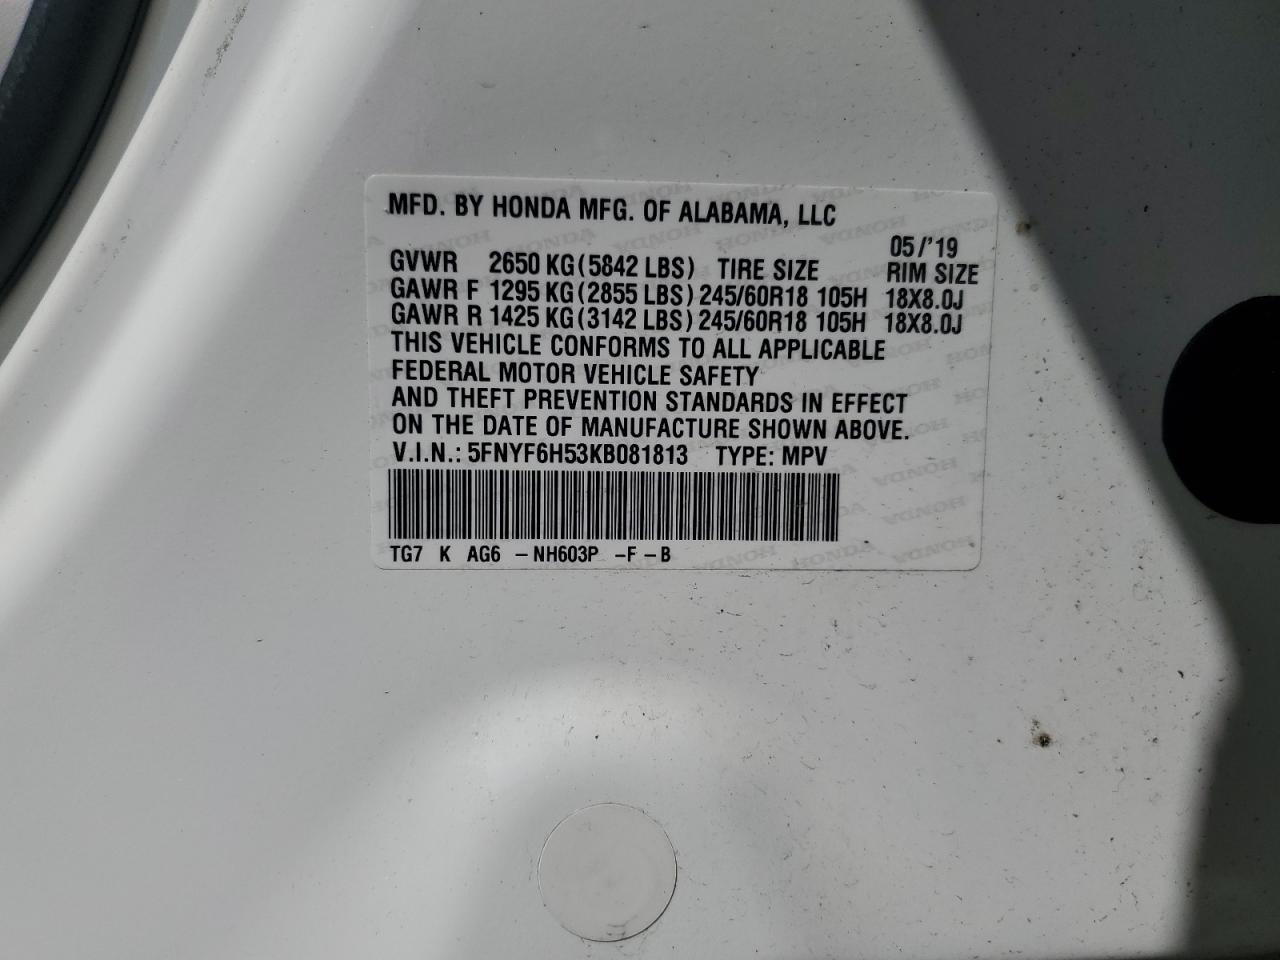 MFD. BY HONDA MFG. OF ALABAMA, LLC
05/'19
GVWR 2650 KG(5842 LBS) TIRE SIZE RIM SIZE
GAWR F 1295 KG(2855 LBS) 245/60R18 105H 18X8.0J
GAWR R 1425 KG(3142 LBS) 245/60R18 105H 18X8.0J
THIS VEHICLE CONFORMS TO ALL APPLICABLE
FEDERAL MOTOR VEHICLE SAFETY
AND THEFT PREVENTION STANDARDS IN EFFECT
ON THE DATE OF MANUFACTURE SHOWN ABOVE.
V.I.N.: 5FNYF6H53KB081813 TYPE: MPV
TG7 K AG6 -NH603P -F-B